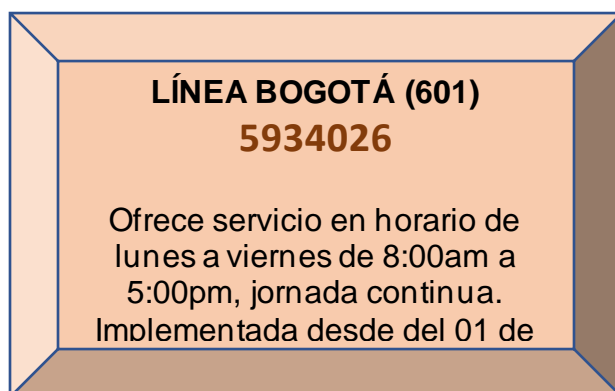 LÍNEA BOGOTÁ (601)
5934026
Ofrece servicio en horario de
lunes a viernes de 8:00am a
5:00pm, jornada continua.
Implementada desde del 01 de